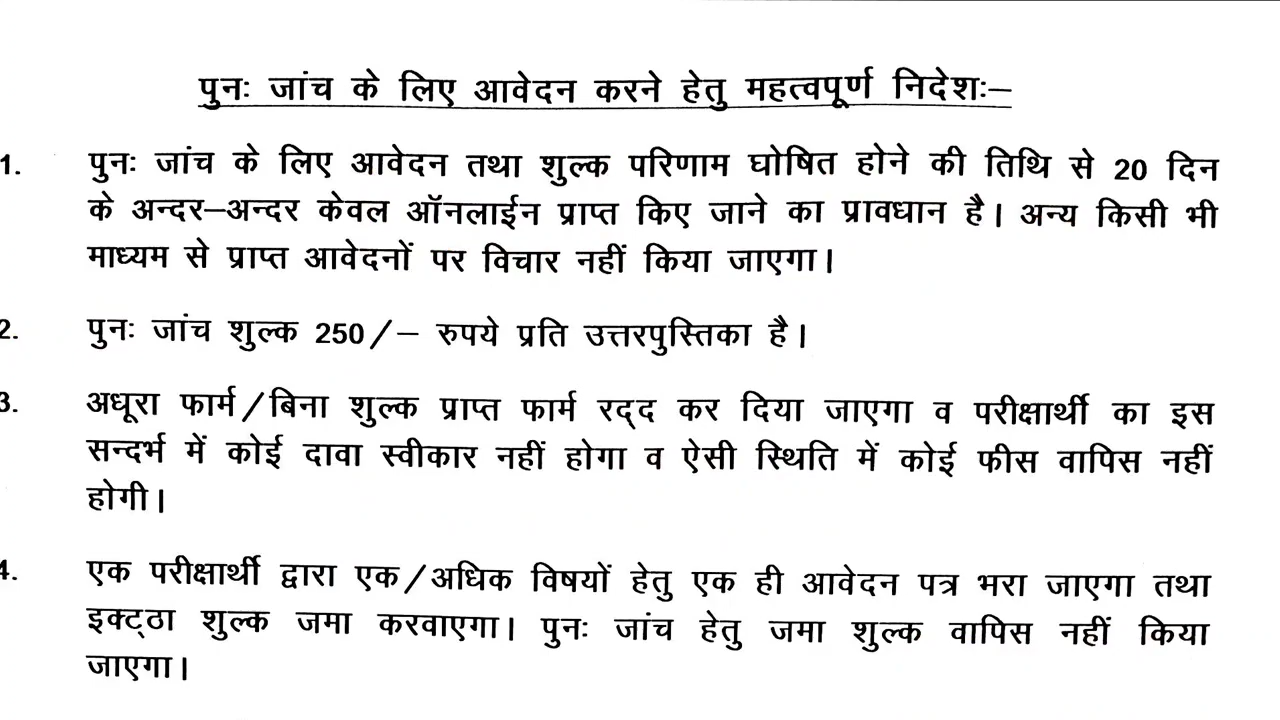 पुनः जांच के लिए आवेदन करने हेतु महत्वपूर्ण निदेशः–
1. पुनः जांच के लिए आवेदन तथा शुल्क परिणाम घोषित होने की तिथि से 20 दिन
के अन्दर–अन्दर केवल ऑनलाईन प्राप्त किए जाने का प्रावधान है। अन्य किसी भी
माध्यम से प्राप्त आवेदनों पर विचार नहीं किया जाएगा।
2. पुनः जांच शुल्क 250/– रुपये प्रति उत्तरपुस्तिका है।
3. अधूरा फार्म/बिना शुल्क प्राप्त फार्म रद्द कर दिया जाएगा व परीक्षार्थी का इस
सन्दर्भ में कोई दावा स्वीकार नहीं होगा व ऐसी स्थिति में कोई फीस वापिस नहीं
होगी।
4. एक परीक्षार्थी द्वारा एक/अधिक विषयों हेतु एक ही आवेदन पत्र भरा जाएगा तथा
इक्ट्ठा शुल्क जमा करवाएगा। पुनः जांच हेतु जमा शुल्क वापिस नहीं किया
जाएगा।